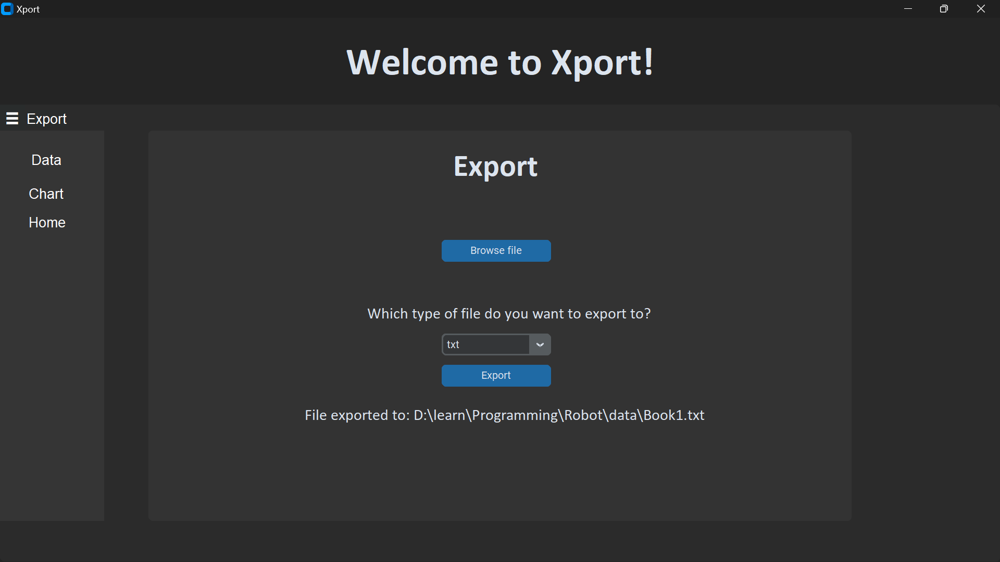 Xport
Welcome to Xport!
Export
Data
Chart
Home
Export
Browse file
Which type of file do you want to export to?
txt
Export
File exported to: D:\learn\Programming\Robot\data\Book1.txt